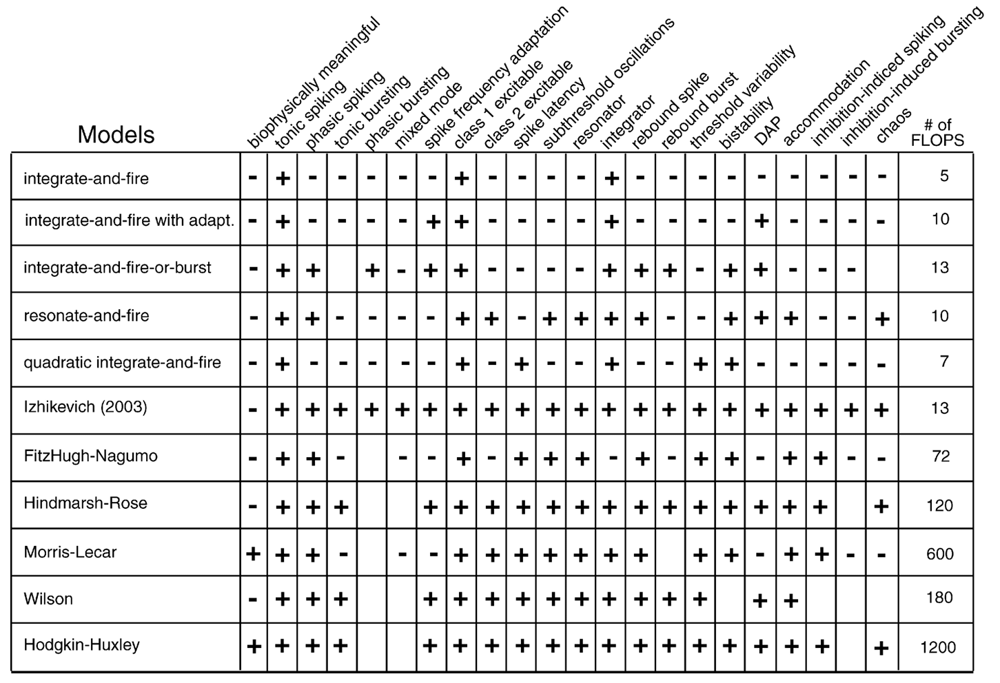 Models biophysically meaningful tonic spiking phasic spiking tonic bursting phasic bursting mixed mode spike frequency adaptation class 1 excitable class 2 excitable spike latency subthreshold oscillations resonator integrator rebound spike rebound burst threshold variability bistability DAP accommodation inhibition-indiced spiking inhibition-induced bursting chaos # of FLOPS
integrate-and-fire - + - - - - - + - - - - + - - - - - - - - - 5
integrate-and-fire with adapt. - + - - - - + + - - - - + - - - - + - - - - 10
integrate-and-fire-or-burst - + + + - + + - - - - + + + - + + - - - 13
resonate-and-fire - + + - - - - + + - + + + + - - + + + - - + 10
quadratic integrate-and-fire - + - - - - - + - + - - + - - + + - - - - - 7
Izhikevich (2003) - + + + + + + + + + + + + + + + + + + + + + 13
FitzHugh-Nagumo - + + - - - + - + + + - + - + + - + + - - 72
Hindmarsh-Rose - + + + + + + + + + + + + + + + + + + 120
Morris-Lecar + + + - - - + + + + + + + + + - + + - - 600
Wilson - + + + + + + + + + + + + + + + 180
Hodgkin-Huxley + + + + + + + + + + + + + + + + + + + 1200